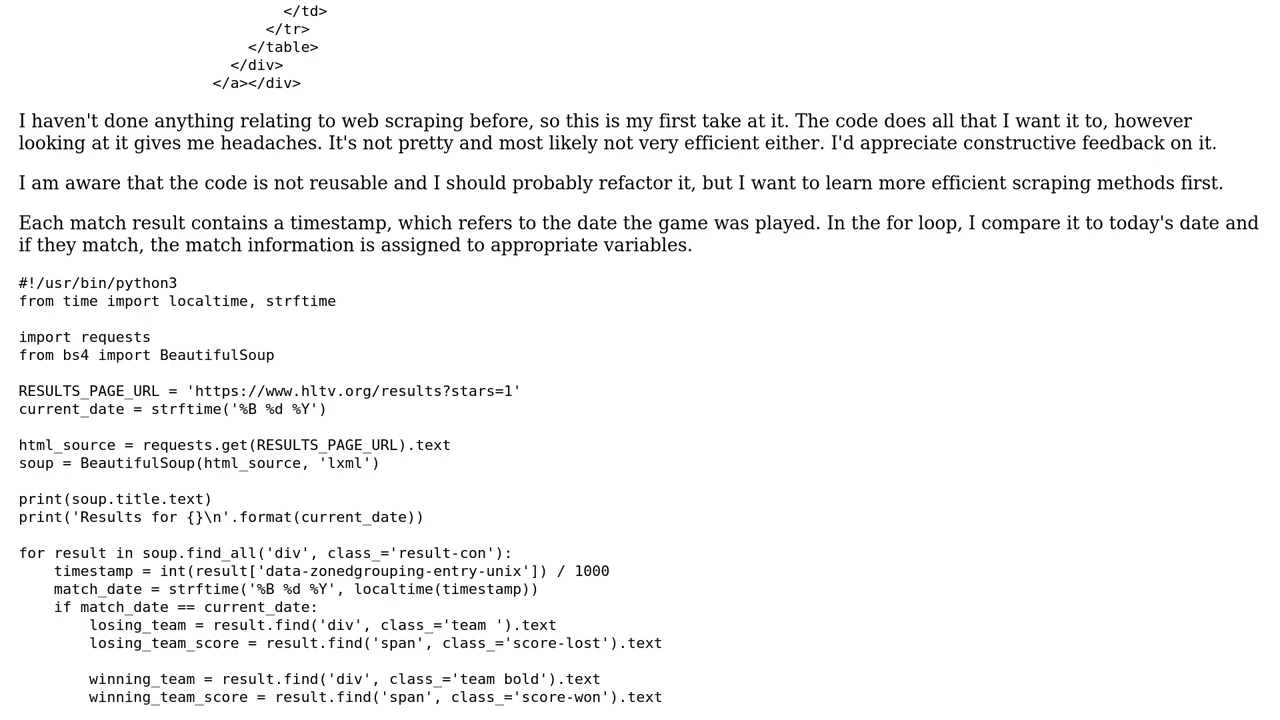 </td>
</tr>
</table>
</div>
</a></div>
I haven't done anything relating to web scraping before, so this is my first take at it. The code does all that I want it to, however
looking at it gives me headaches. It's not pretty and most likely not very efficient either. I'd appreciate constructive feedback on it.
I am aware that the code is not reusable and I should probably refactor it, but I want to learn more efficient scraping methods first.
Each match result contains a timestamp, which refers to the date the game was played. In the for loop, I compare it to today's date and
if they match, the match information is assigned to appropriate variables.
#!/usr/bin/python3
from time import localtime, strftime
import requests
from bs4 import BeautifulSoup
RESULTS_PAGE_URL = 'https://www.hltv.org/results?stars=1'
current_date = strftime('%B %d %Y')
html_source = requests.get(RESULTS_PAGE_URL).text
soup = BeautifulSoup(html_source, 'lxml')
print(soup.title.text)
print('Results for {}\n'.format(current_date))
for result in soup.find_all('div', class_='result-con'):
    timestamp = int(result['data-zonedgrouping-entry-unix']) / 1000
    match_date = strftime('%B %d %Y', localtime(timestamp))
    if match_date == current_date:
        losing_team = result.find('div', class_='team ').text
        losing_team_score = result.find('span', class_='score-lost').text
        winning_team = result.find('div', class_='team bold').text
        winning_team_score = result.find('span', class_='score-won').text